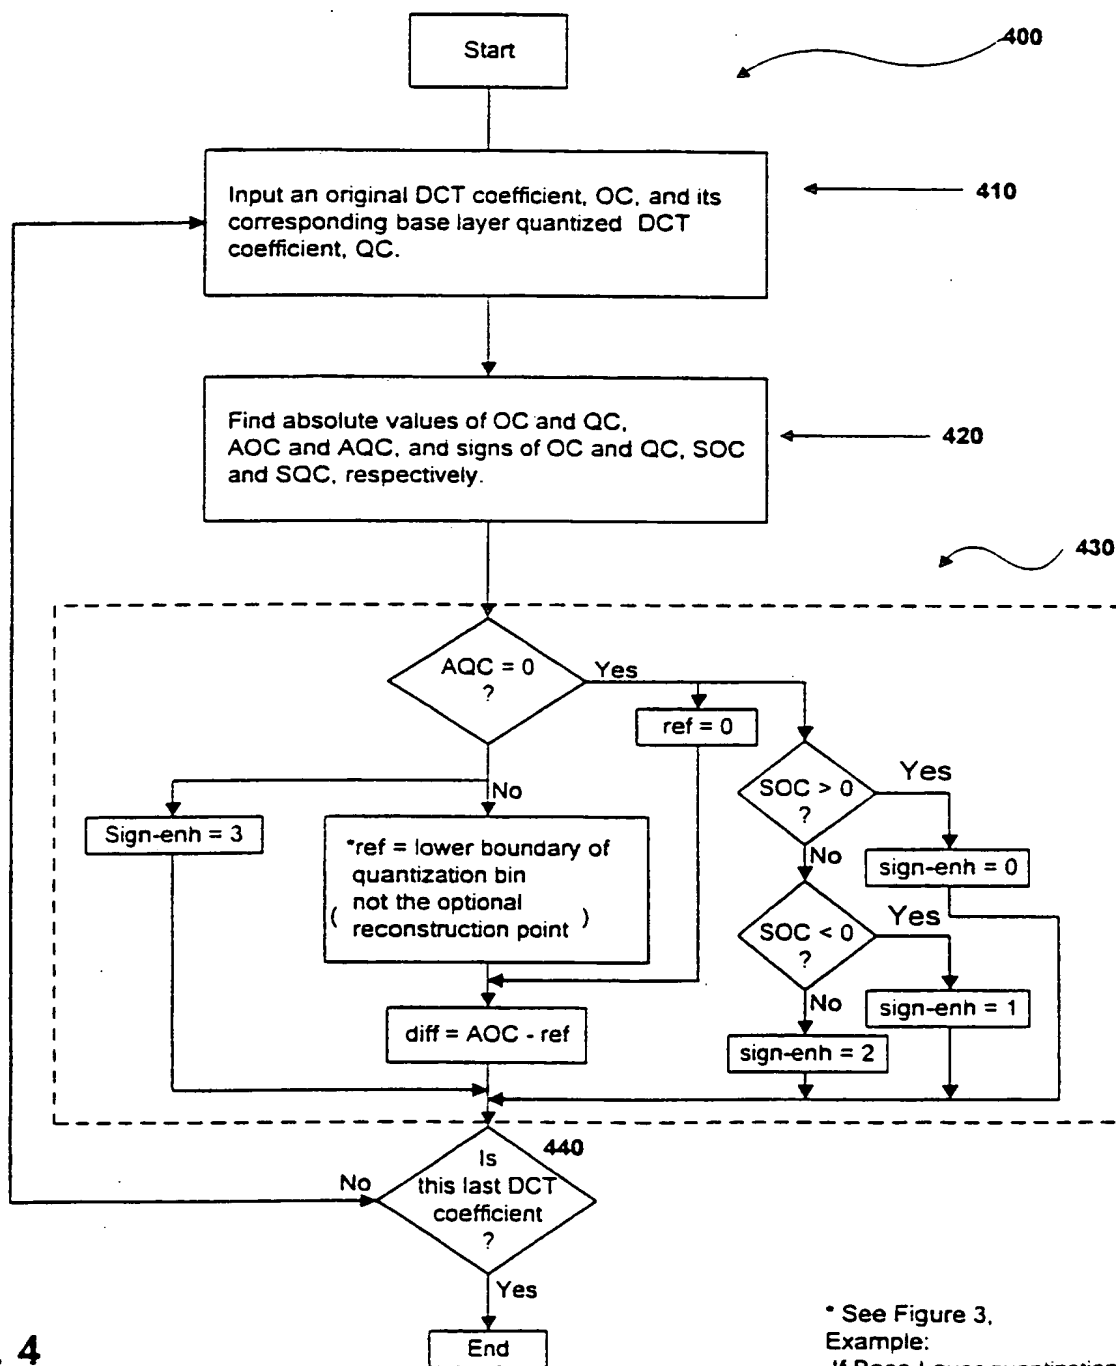 Start
400
Input an original DCT coefficient, OC, and its
corresponding base layer quantized DCT
coefficient, QC.
410
Find absolute values of OC and QC,
AOC and AQC, and signs of OC and QC, SOC
and SQC, respectively.
420
430
AQC = 0
?
Yes
ref = 0
SOC > 0
?
Yes
No
Sign-enh = 3
*ref = lower boundary of
quantization bin
( not the optional
reconstruction point )
No
sign-enh = 0
SOC < 0
?
Yes
No
diff = AOC - ref
sign-enh = 1
sign-enh = 2
440
Is
this last DCT
coefficient
?
No
Yes
End
4
* See Figure 3,
Example: